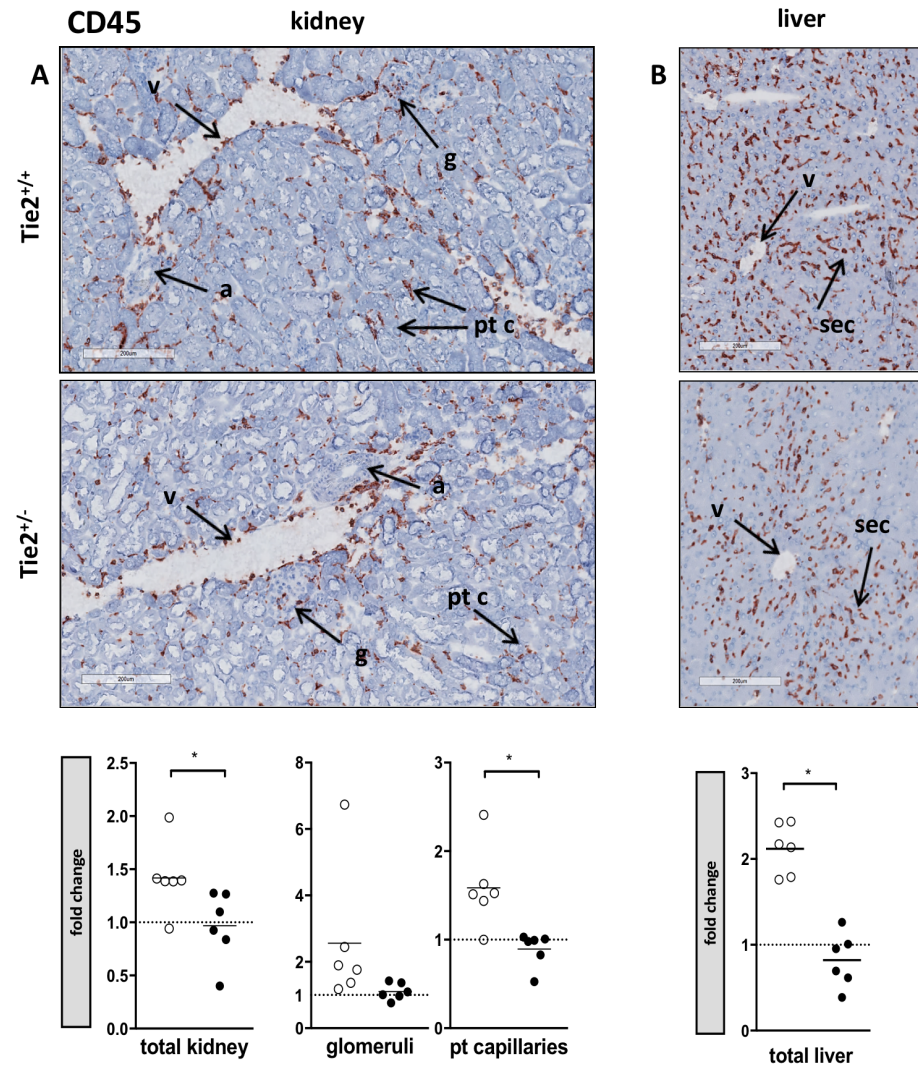 CD45 kidney liver
A
B
v
g
a
pt c
Tie2+/+
200um
v
sec
200um
Tie2+/-
v
a
g
pt c
200um
v
sec
200um
fold change
2.5
2.0
1.5
1.0
0.5
0.0
*
total kidney
8
6
4
2
1
0
glomeruli
3
2
1
0
*
pt capillaries
fold change
3
2
1
0
*
total liver